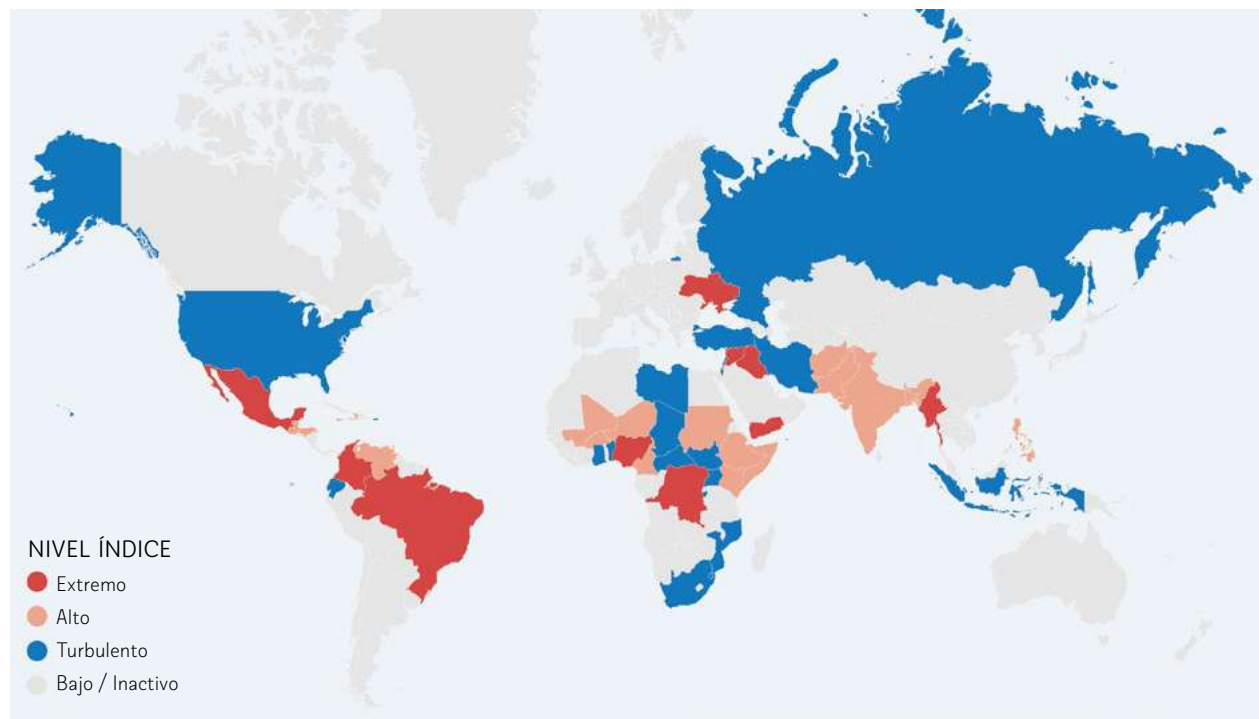 NIVEL ÍNDICE
Extremo
Alto
Turbulento
Bajo / Inactivo